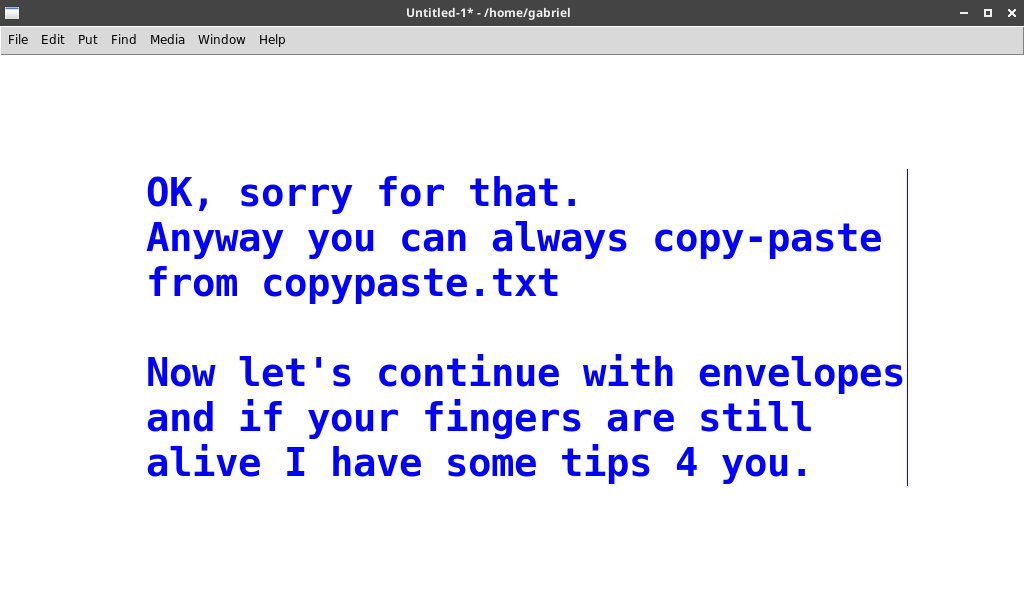 Untitled-1* - /home/gabriel
File Edit Put Find Media Window Help
OK, sorry for that.
Anyway you can always copy-paste
from copypaste.txt
Now let's continue with envelopes
and if your fingers are still
alive I have some tips 4 you.